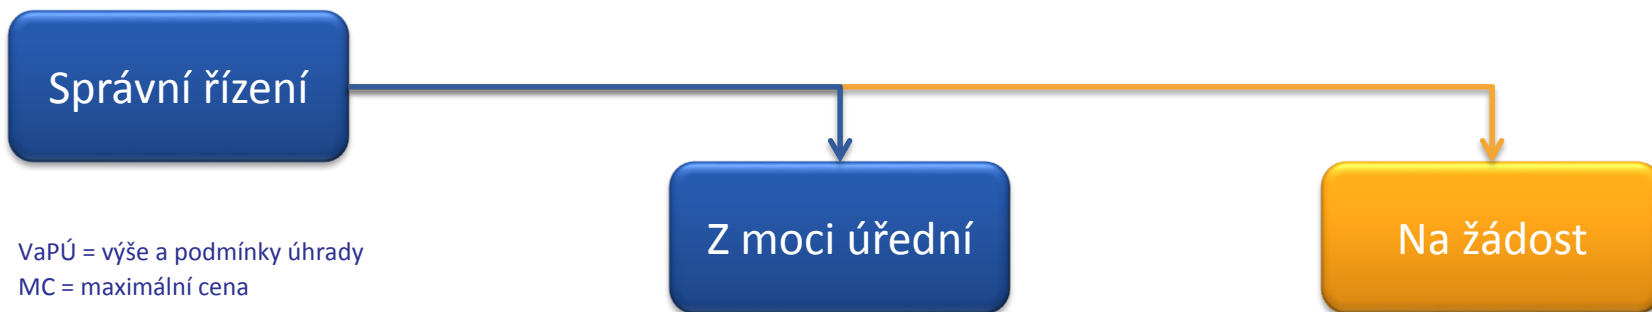 Správní řízení
Z moci úřední
Na žádost
VaPÚ = výše a podmínky úhrady
MC = maximální cena